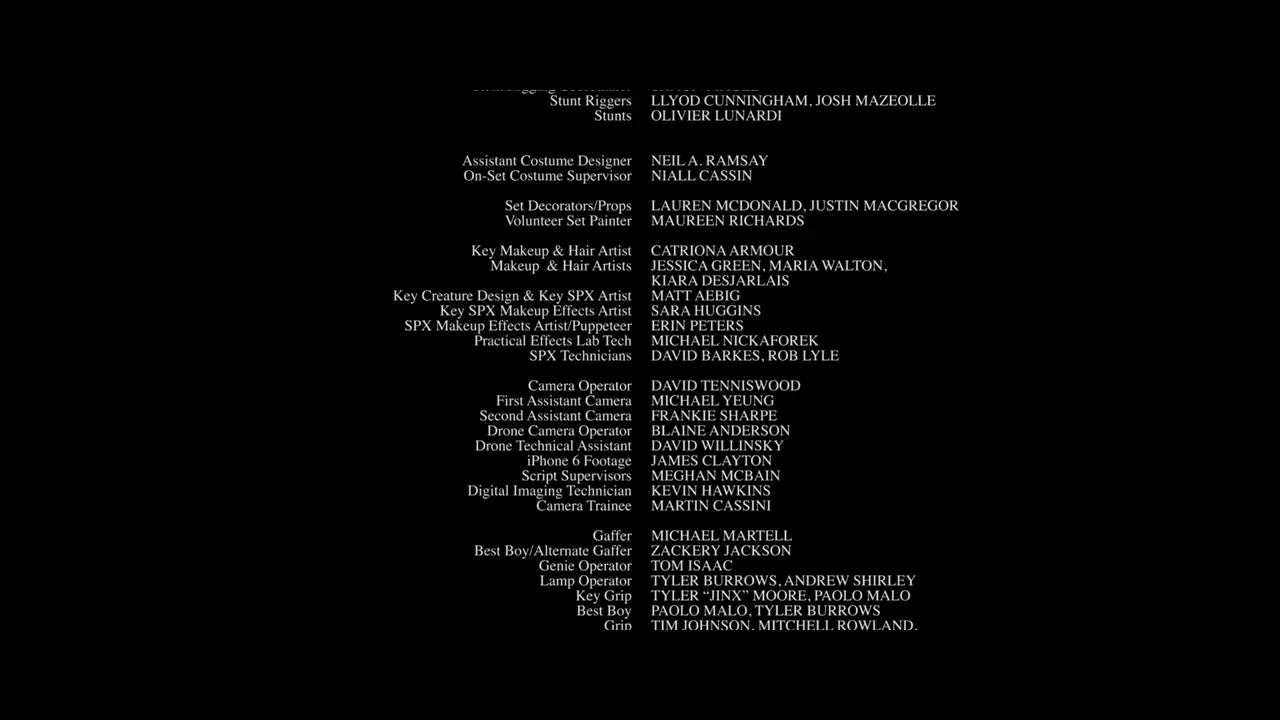 Stunt Riggers LLYOD CUNNINGHAM, JOSH MAZEOLLE
Stunts OLIVIER LUNARDI
Assistant Costume Designer NEIL A. RAMSAY
On-Set Costume Supervisor NIALL CASSIN
Set Decorators/Props LAUREN MCDONALD, JUSTIN MACGREGOR
Volunteer Set Painter MAUREEN RICHARDS
Key Makeup & Hair Artist CATRIONA ARMOUR
Makeup & Hair Artists JESSICA GREEN, MARIA WALTON,
KIARA DESJARLAIS
Key Creature Design & Key SPX Artist MATT AEBIG
Key SPX Makeup Effects Artist SARA HUGGINS
SPX Makeup Effects Artist/Puppeteer ERIN PETERS
Practical Effects Lab Tech MICHAEL NICKAFOREK
SPX Technicians DAVID BARKES, ROB LYLE
Camera Operator DAVID TENNISWOOD
First Assistant Camera MICHAEL YEUNG
Second Assistant Camera FRANKIE SHARPE
Drone Camera Operator BLAINE ANDERSON
Drone Technical Assistant DAVID WILLINSKY
iPhone 6 Footage JAMES CLAYTON
Script Supervisors MEGHAN MCBAIN
Digital Imaging Technician KEVIN HAWKINS
Camera Trainee MARTIN CASSINI
Gaffer MICHAEL MARTELL
Best Boy/Alternate Gaffer ZACKERY JACKSON
Genie Operator TOM ISAAC
Lamp Operator TYLER BURROWS, ANDREW SHIRLEY
Key Grip TYLER “JINX” MOORE, PAOLO MALO
Best Boy PAOLO MALO, TYLER BURROWS
Grip TIM JOHNSON, MITCHELL ROWLAND,